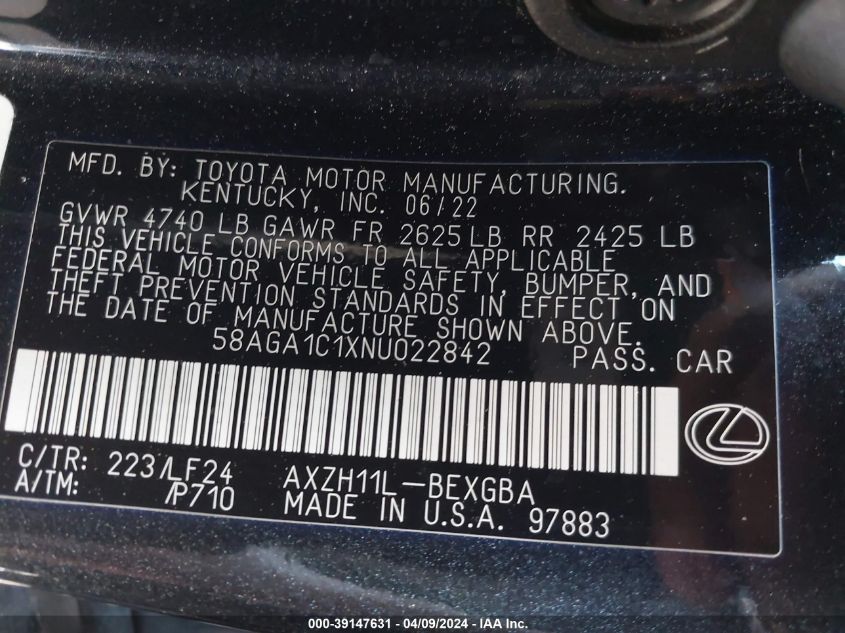 MFD. BY: TOYOTA MOTOR MANUFACTURING.
KENTUCKY, INC. 06/22
GVWR 4740 LB GAWR FR 2625 LB RR 2425 LB
THIS VEHICLE CONFORMS TO ALL APPLICABLE
FEDERAL MOTOR VEHICLE SAFETY, BUMPER, AND
THEFT PREVENTION STANDARDS IN EFFECT ON
THE DATE OF MANUFACTURE SHOWN ABOVE.
58AGA1C1XNU022842 PASS. CAR
C/TR: 223/LF24 AXZH11L-BEXGBA
A/TM: /P710 MADE IN U.S.A. 97883
000-39147631 - 04/09/2024 - IAA Inc.